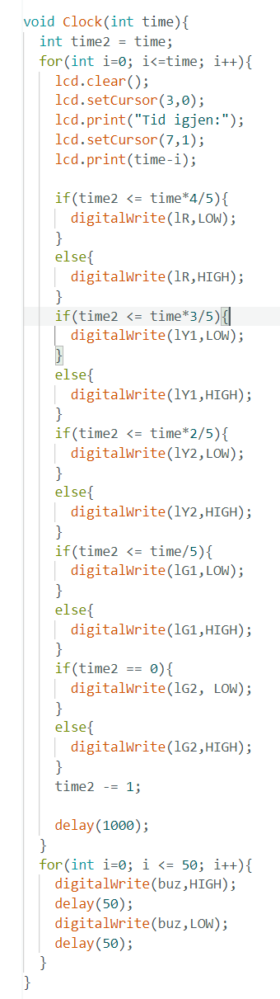 void Clock(int time){
  int time2 = time;
  for(int i=0; i<=time; i++){
    lcd.clear();
    lcd.setCursor(3,0);
    lcd.print("Tid igjen:");
    lcd.setCursor(7,1);
    lcd.print(time-i);

    if(time2 <= time*4/5){
      digitalWrite(lR,LOW);
    }
    else{
      digitalWrite(lR,HIGH);
    }
    if(time2 <= time*3/5){
      digitalWrite(lY1,LOW);
    }
    else{
      digitalWrite(lY1,HIGH);
    }
    if(time2 <= time*2/5){
      digitalWrite(lY2,LOW);
    }
    else{
      digitalWrite(lY2,HIGH);
    }
    if(time2 <= time/5){
      digitalWrite(lG1,LOW);
    }
    else{
      digitalWrite(lG1,HIGH);
    }
    if(time2 == 0){
      digitalWrite(lG2, LOW);
    }
    else{
      digitalWrite(lG2,HIGH);
    }
    time2 -= 1;

    delay(1000);
  }
  for(int i=0; i <= 50; i++){
    digitalWrite(buz,HIGH);
    delay(50);
    digitalWrite(buz,LOW);
    delay(50);
  }
}